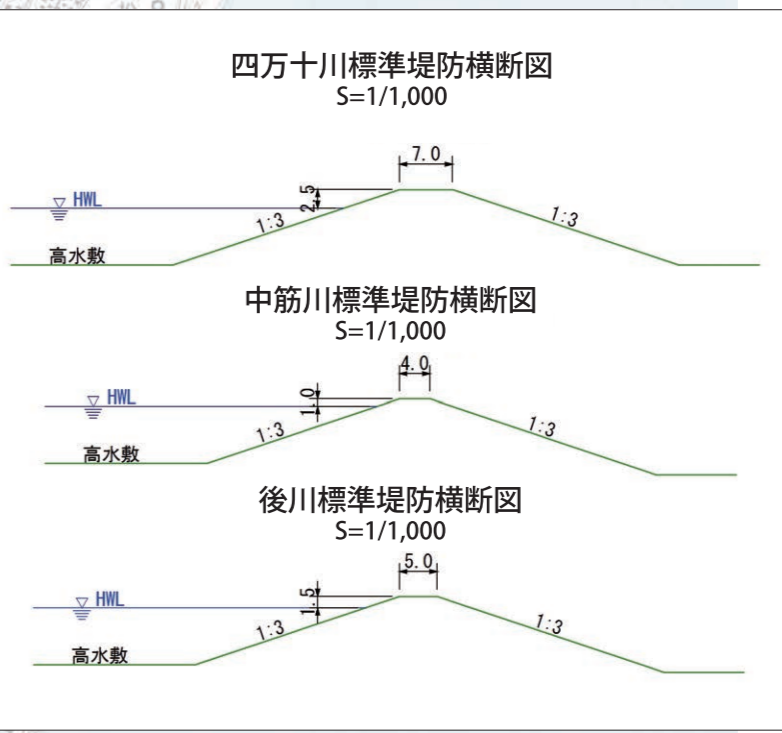 四万十川標準堤防横断図
S=1/1,000
7.0
HWL
2.5
1:3
1:3
高水敷
中筋川標準堤防横断図
S=1/1,000
4.0
HWL
1.0
1:3
1:3
高水敷
後川標準堤防横断図
S=1/1,000
5.0
HWL
1.5
1:3
1:3
高水敷